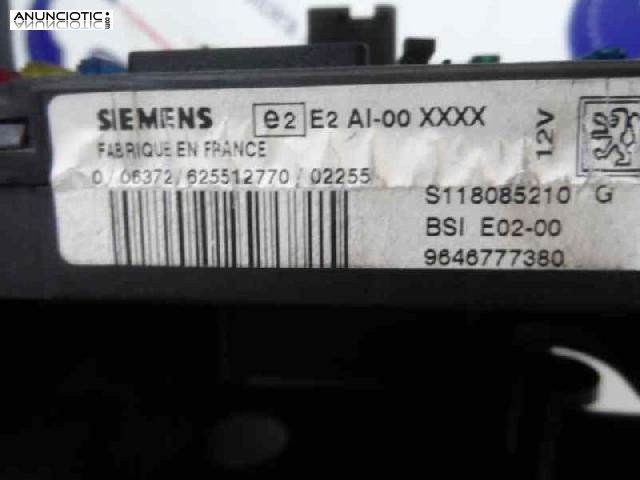 ANUNCIOTIC.com
SIEMENS e2 E2 AI-00 XXXX
12V
FABRIQUE EN FRANCE
0/06372/625512770/02255
S118085210 G
BSI E02-00
9646777380